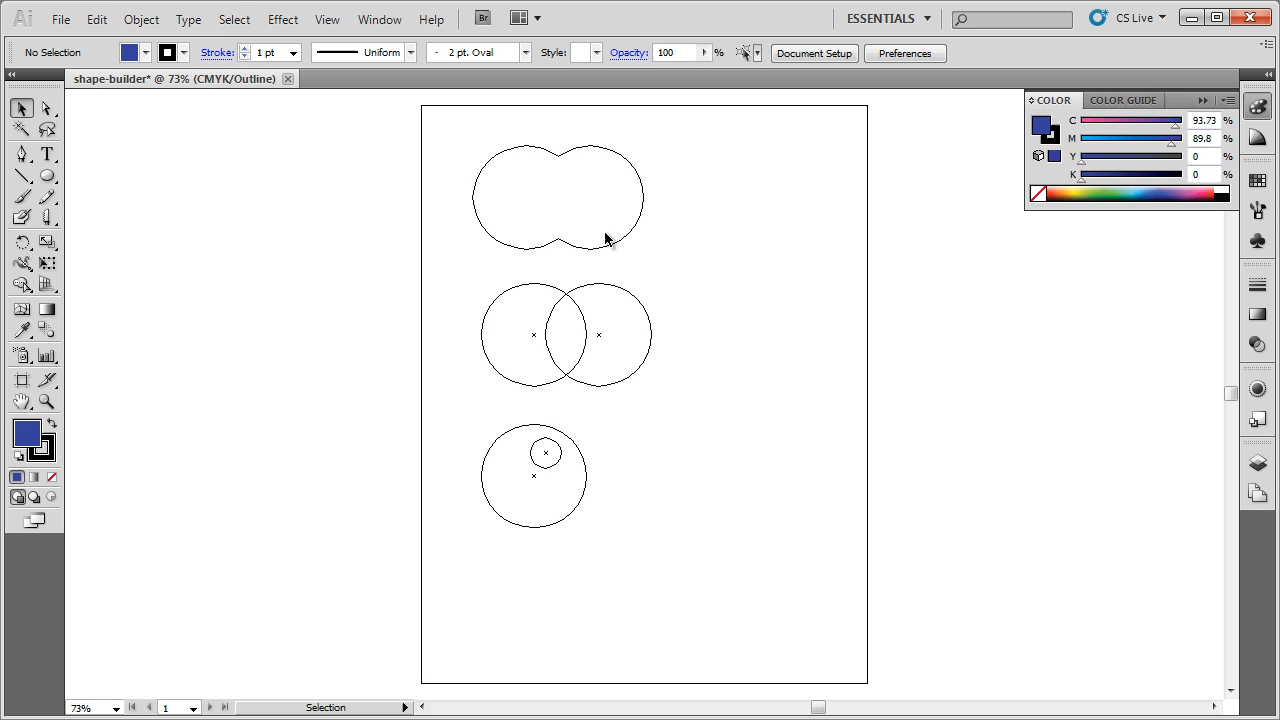 Ai File Edit Object Type Select Effect View Window Help Br ESSENTIALS CS Live
No Selection Stroke: 1 pt Uniform 2 pt. Oval Style: Opacity: 100 % Document Setup Preferences
shape-builder* @ 73% (CMYK/Outline)
COLOR COLOR GUIDE
C 93.73 %
M 89.8 %
Y 0 %
K 0 %
73% 1 Selection